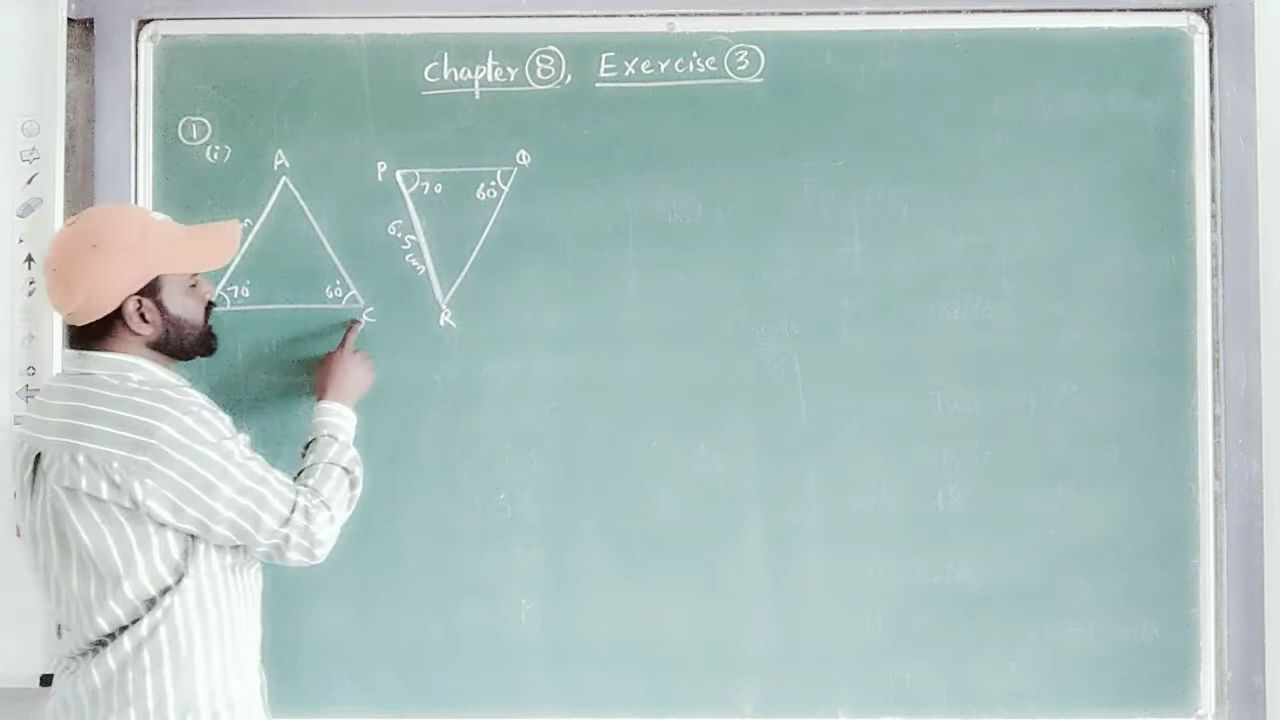 Chapter 8, Exercise 3
1
(i)
A
P
Q
70
60°
6.5
cm
70°
60°
C
R